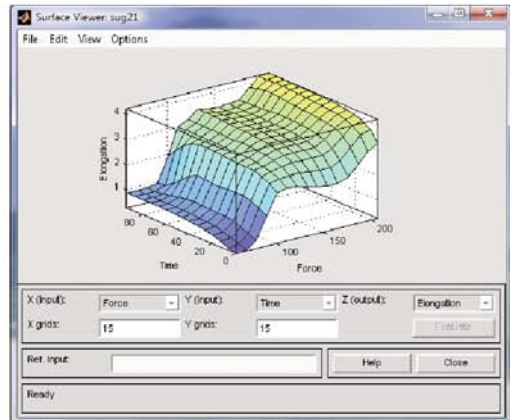 Surface Viewer: sug21
File Edit View Options
4
3
2
1
Elongation
80
60
40
20
0
Time
100
150
200
Force
X (input): Force Y (input): Time Z (output): Elongation
X grids: 15 Y grids: 15 Evaluate
Ref. Input: Help Close
Ready